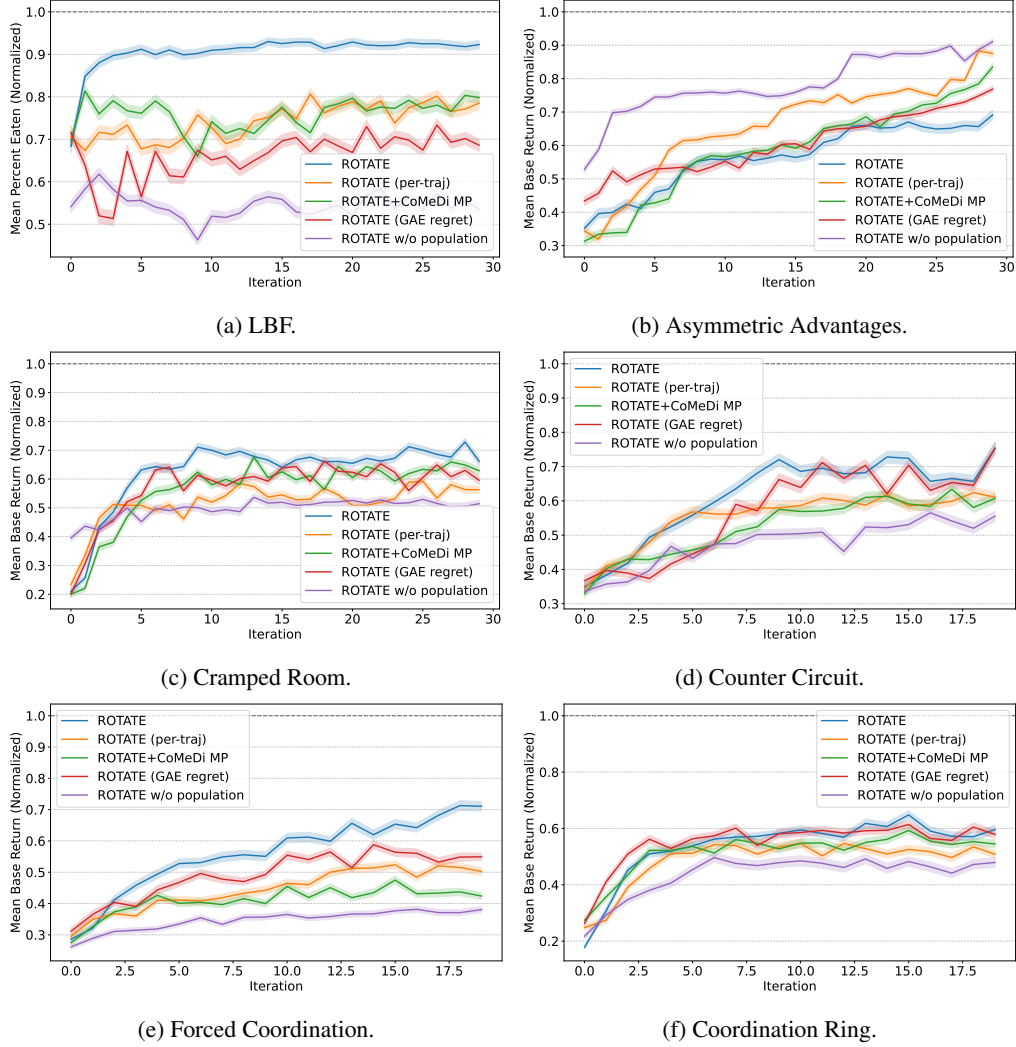 1.0
0.9
0.8
0.7
0.6
0.5
Mean Percent Eaten (Normalized)
ROTATE
ROTATE (per-traj)
ROTATE+CoMeDi MP
ROTATE (GAE regret)
ROTATE w/o population
0 5 10 15 20 25 30
Iteration
(a) LBF.
1.0
0.9
0.8
0.7
0.6
0.5
0.4
0.3
Mean Base Return (Normalized)
ROTATE
ROTATE (per-traj)
ROTATE+CoMeDi MP
ROTATE (GAE regret)
ROTATE w/o population
0 5 10 15 20 25 30
Iteration
(b) Asymmetric Advantages.
1.0
0.9
0.8
0.7
0.6
0.5
0.4
0.3
0.2
Mean Base Return (Normalized)
ROTATE
ROTATE (per-traj)
ROTATE+CoMeDi MP
ROTATE (GAE regret)
ROTATE w/o population
0 5 10 15 20 25 30
Iteration
(c) Cramped Room.
1.0
0.9
0.8
0.7
0.6
0.5
0.4
0.3
Mean Base Return (Normalized)
ROTATE
ROTATE (per-traj)
ROTATE+CoMeDi MP
ROTATE (GAE regret)
ROTATE w/o population
0.0 2.5 5.0 7.5 10.0 12.5 15.0 17.5
Iteration
(d) Counter Circuit.
1.0
0.9
0.8
0.7
0.6
0.5
0.4
0.3
Mean Base Return (Normalized)
ROTATE
ROTATE (per-traj)
ROTATE+CoMeDi MP
ROTATE (GAE regret)
ROTATE w/o population
0.0 2.5 5.0 7.5 10.0 12.5 15.0 17.5
Iteration
(e) Forced Coordination.
1.0
0.8
0.6
0.4
0.2
Mean Base Return (Normalized)
ROTATE
ROTATE (per-traj)
ROTATE+CoMeDi MP
ROTATE (GAE regret)
ROTATE w/o population
0.0 2.5 5.0 7.5 10.0 12.5 15.0 17.5
Iteration
(f) Coordination Ring.